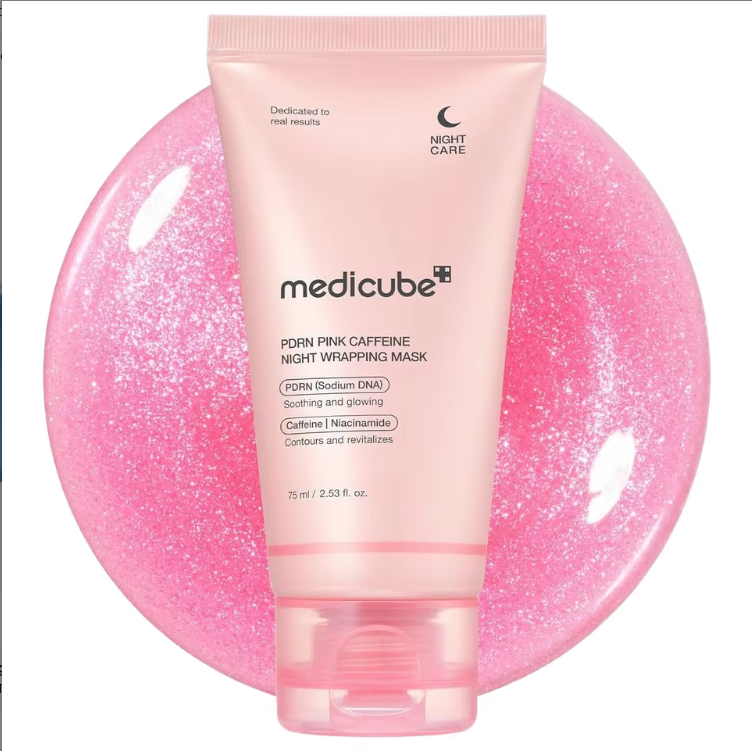 Dedicated to
real results
NIGHT
CARE
medicube
PDRN PINK CAFFEINE
NIGHT WRAPPING MASK
PDRN (Sodium DNA)
Soothing and glowing
Caffeine | Niacinamide
Contours and revitalizes
75 ml / 2.53 fl. oz.